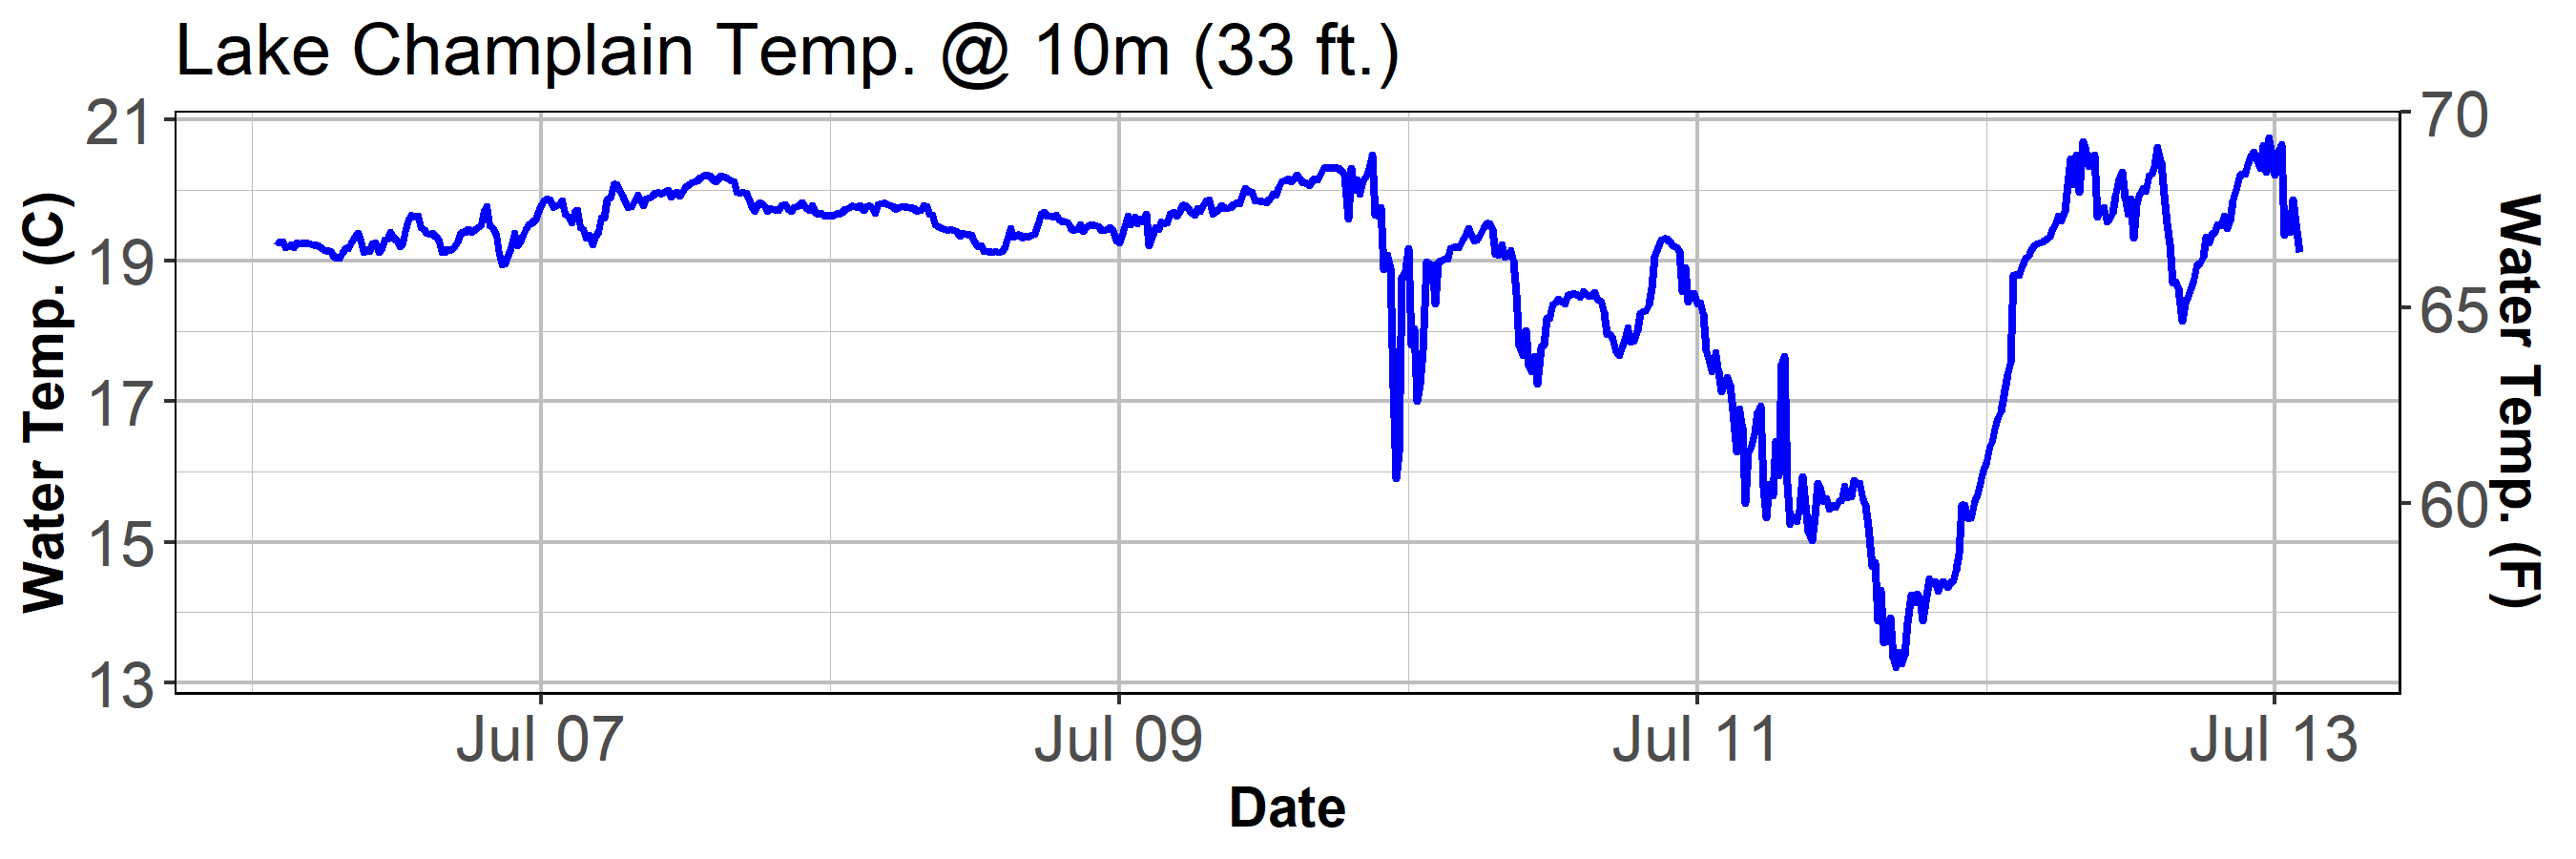 Lake Champlain Temp. @ 10m (33 ft.)
21
19
17
15
13
Water Temp. (C)
70
65
60
Water Temp. (F)
Jul 07 Jul 09 Jul 11 Jul 13
Date